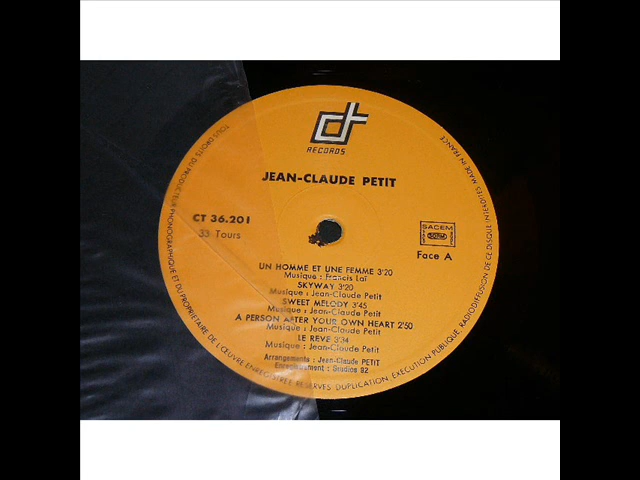 ct
RECORDS
JEAN-CLAUDE PETIT
CT 36.201
33 Tours
SACEM
SDRM
Face A
UN HOMME ET UNE FEMME 3'20
Musique : Francis Laï
SKYWAY 3'20
Musique : Jean-Claude Petit
SWEET MELODY 3'45
Musique : Jean-Claude Petit
A PERSON AFTER YOUR OWN HEART 2'50
Musique : Jean-Claude Petit
LE REVE 3'34
Musique : Jean-Claude Petit
Arrangements : Jean-Claude PETIT
Enregistrement : Studios 92
TOUS DROITS DU PRODUCTEUR PHONOGRAPHIQUE ET DU PROPRIETAIRE DE L'ŒUVRE ENREGISTREE RESERVES DUPLICATION EXECUTION PUBLIQUE, RADIODIFFUSION DE CE DISQUE INTERDITES MADE IN FRANCE